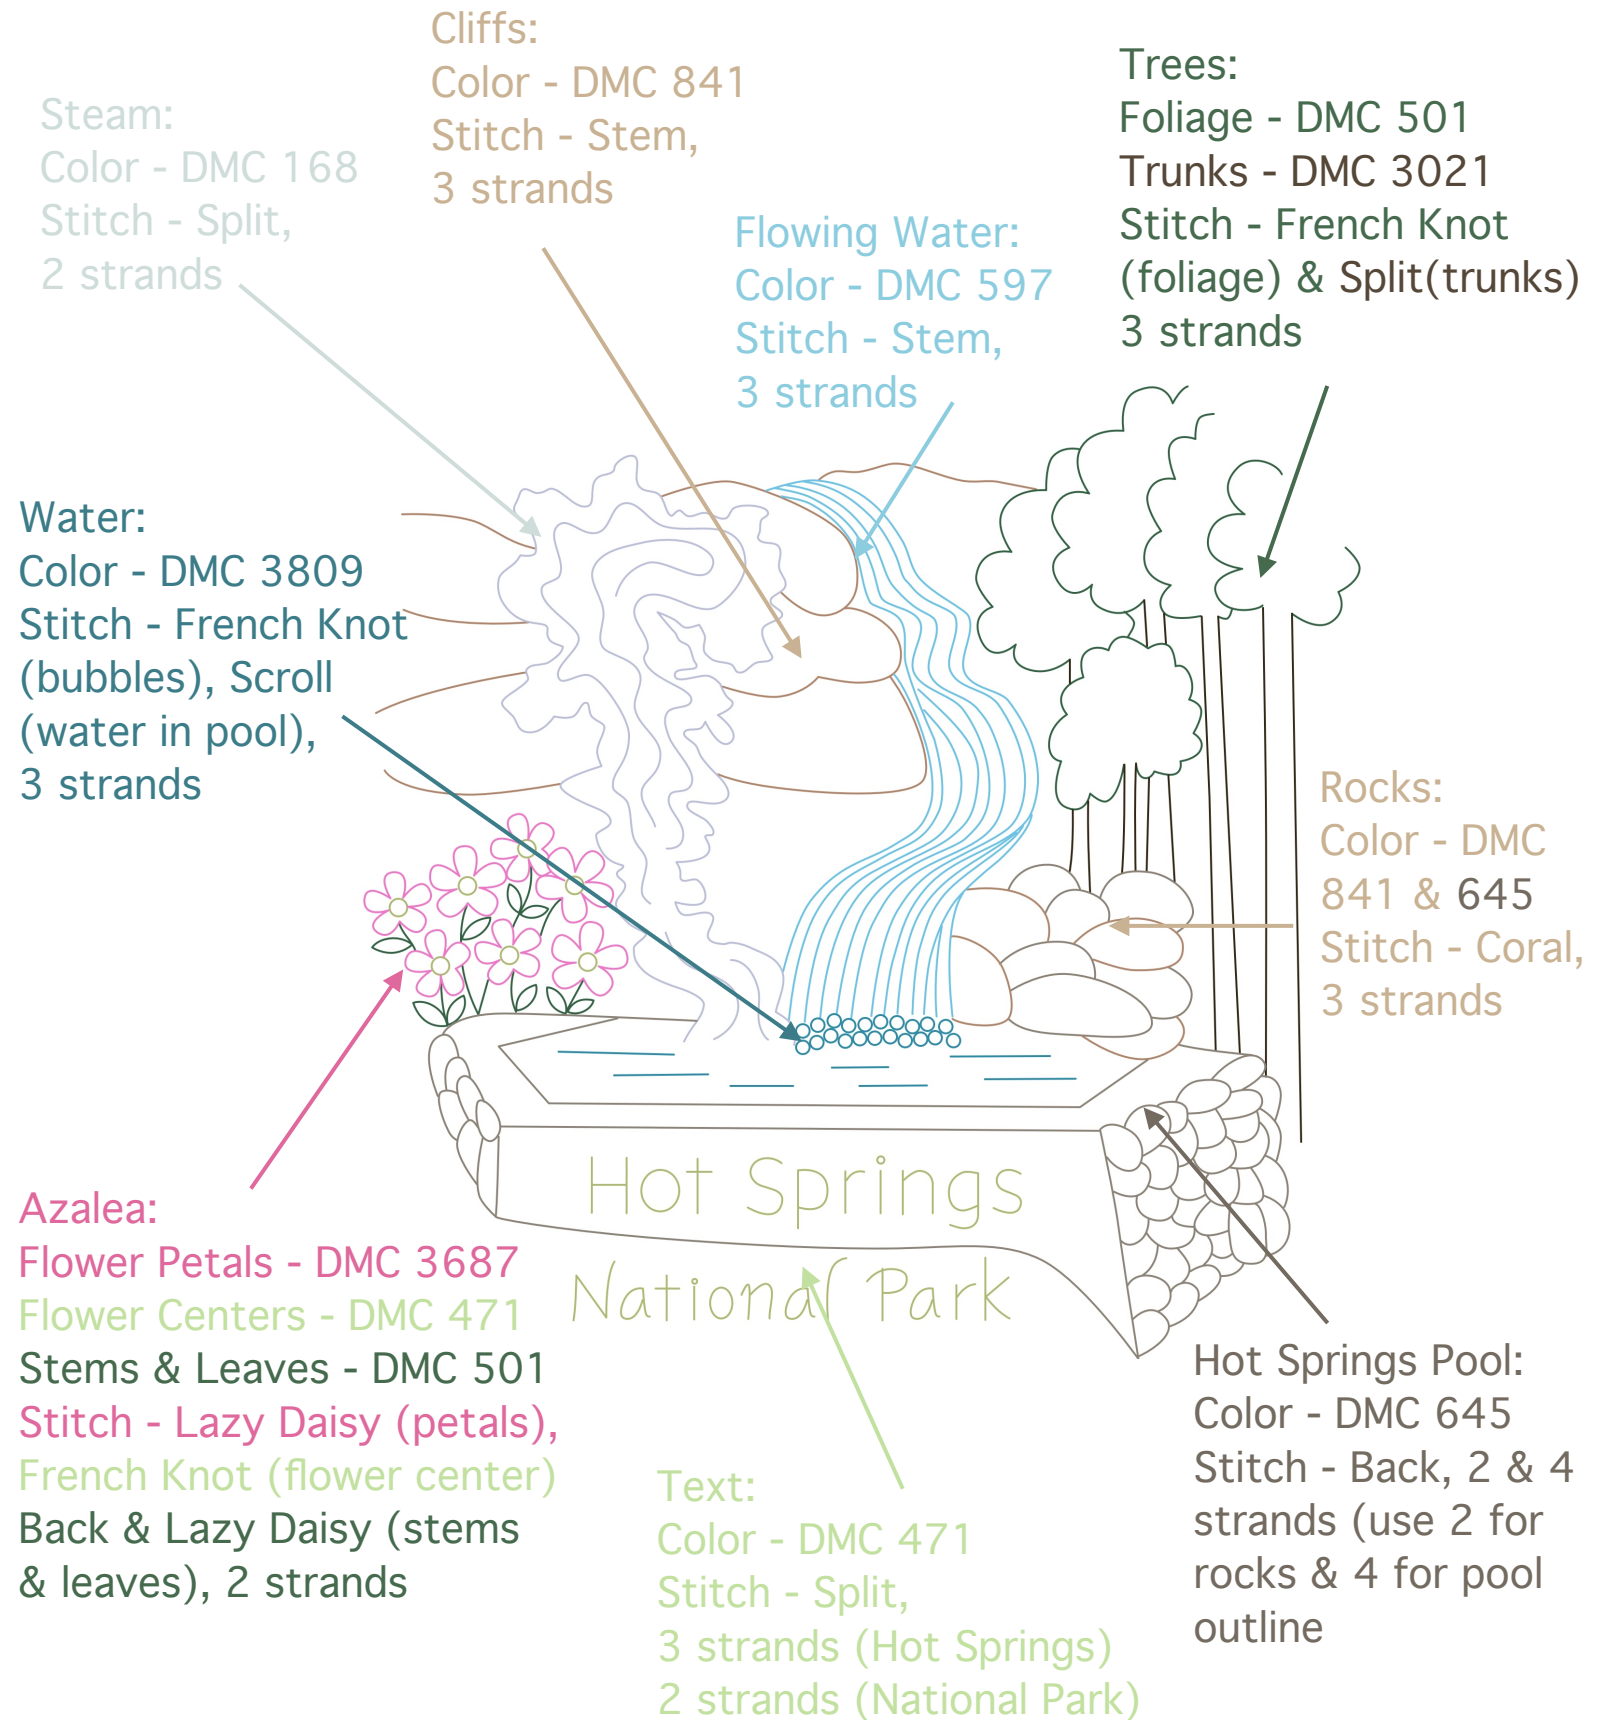 Cliffs:
Color - DMC 841
Stitch - Stem,
3 strands
Trees:
Foliage - DMC 501
Trunks - DMC 3021
Stitch - French Knot
(foliage) & Split(trunks)
3 strands
Steam:
Color - DMC 168
Stitch - Split,
2 strands
Flowing Water:
Color - DMC 597
Stitch - Stem,
3 strands
Water:
Color - DMC 3809
Stitch - French Knot
(bubbles), Scroll
(water in pool),
3 strands
Rocks:
Color - DMC
841 & 645
Stitch - Coral,
3 strands
Hot Springs
National Park
Azalea:
Flower Petals - DMC 3687
Flower Centers - DMC 471
Stems & Leaves - DMC 501
Stitch - Lazy Daisy (petals),
French Knot (flower center)
Back & Lazy Daisy (stems
& leaves), 2 strands
Hot Springs Pool:
Color - DMC 645
Stitch - Back, 2 & 4
strands (use 2 for
rocks & 4 for pool
outline
Text:
Color - DMC 471
Stitch - Split,
3 strands (Hot Springs)
2 strands (National Park)